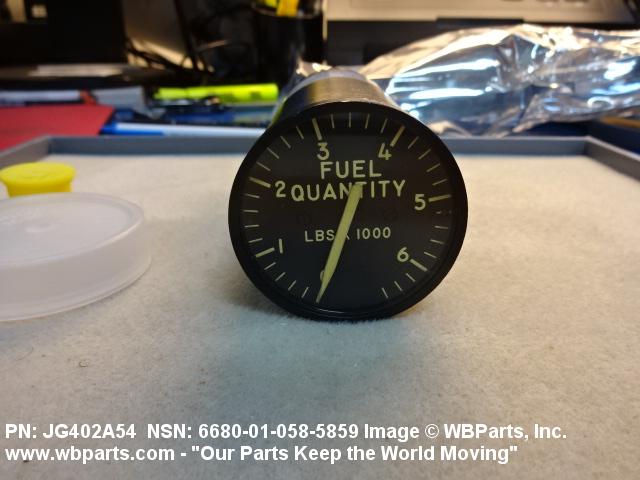 3 4
FUEL
2 QUANTITY 5
LBS X 1000
1 6
0
PN: JG402A54 NSN: 6680-01-058-5859 Image © WBParts, Inc.
www.wbparts.com - "Our Parts Keep the World Moving"